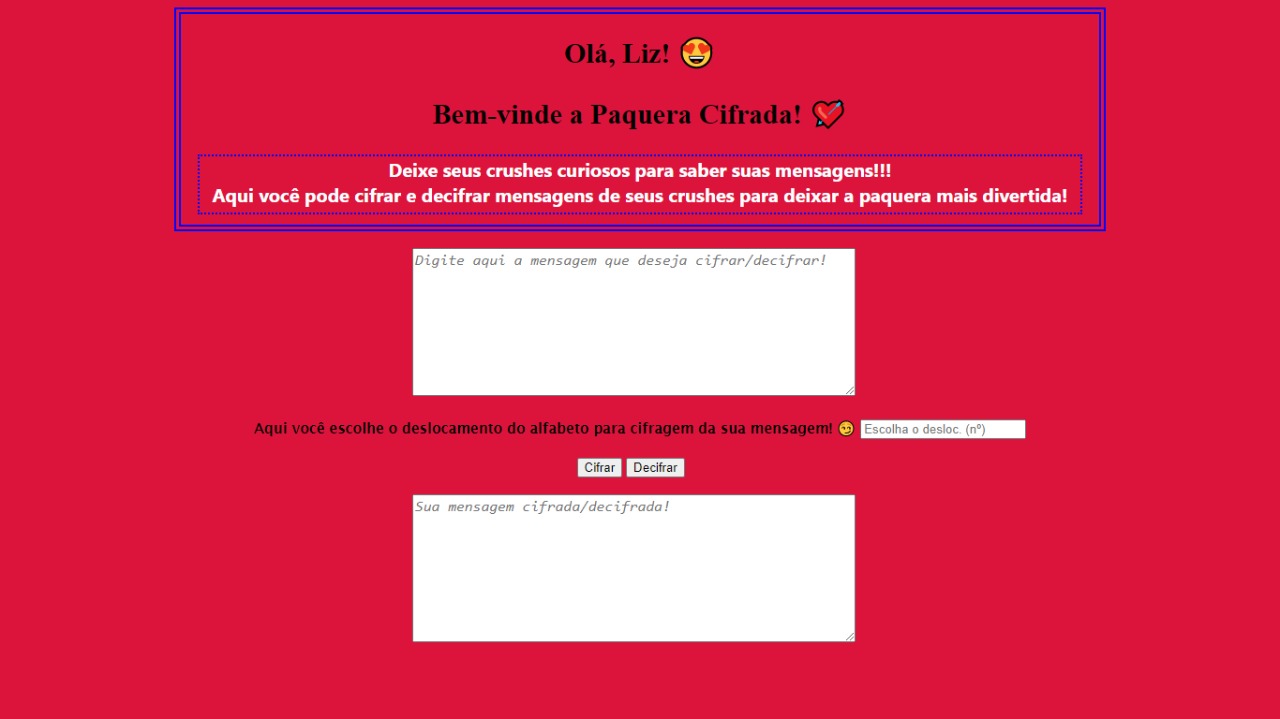 Olá, Liz! 😍
Bem-vinde a Paquera Cifrada! 💘
Deixe seus crushes curiosos para saber suas mensagens!!!
Aqui você pode cifrar e decifrar mensagens de seus crushes para deixar a paquera mais divertida!
Digite aqui a mensagem que deseja cifrar/decifrar!
Aqui você escolhe o deslocamento do alfabeto para cifragem da sua mensagem! 😏 Escolha o desloc. (nº)
Cifrar Decifrar
Sua mensagem cifrada/decifrada!